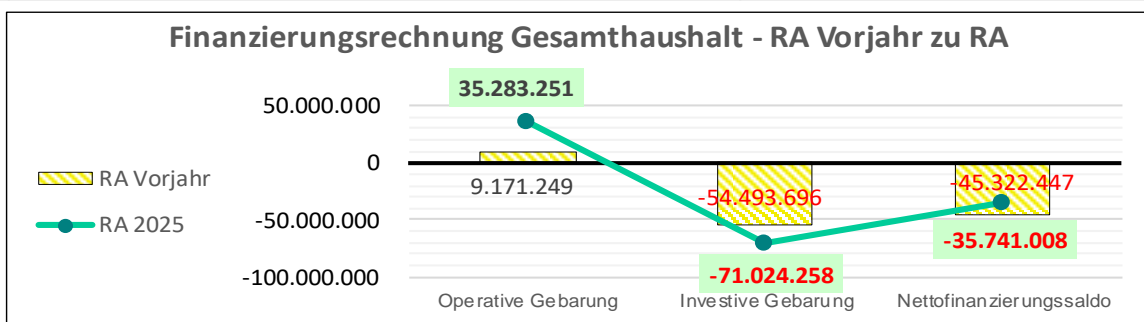 Finanzierungsrechnung Gesamthaushalt - RA Vorjahr zu RA
35.283.251
50.000.000
0
-50.000.000
-100.000.000
RA Vorjahr
RA 2025
9.171.249
-54.493.696
-45.322.447
-71.024.258
-35.741.008
Operative Gebarung
Investive Gebarung
Nettofinanzierungssaldo